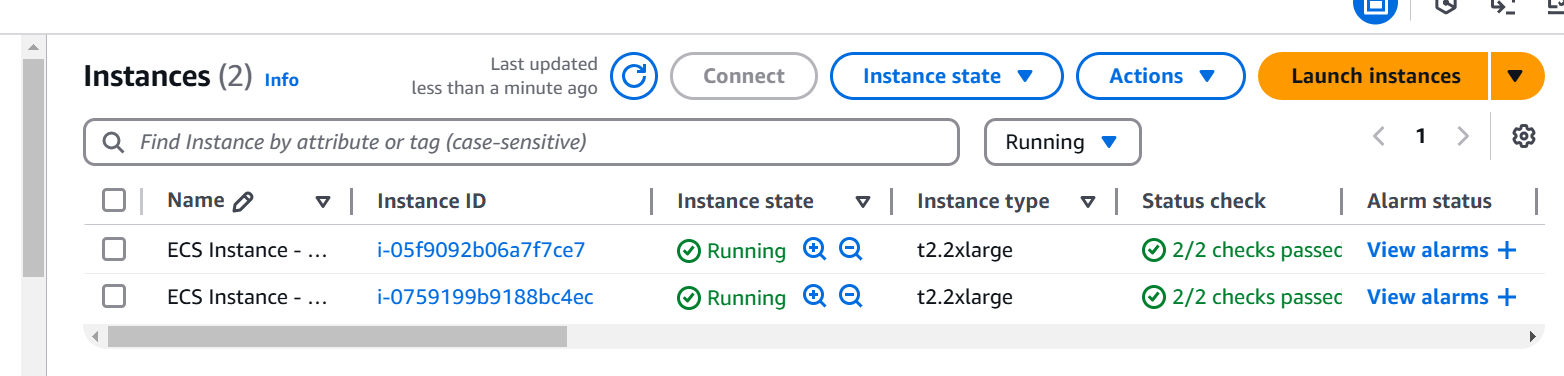 Instances (2) Info
Last updated
less than a minute ago
Connect
Instance state
Actions
Launch instances
Find Instance by attribute or tag (case-sensitive)
Running
1
Name Instance ID Instance state Instance type Status check Alarm status
ECS Instance - ... i-05f9092b06a7f7ce7 Running t2.2xlarge 2/2 checks passed View alarms +
ECS Instance - ... i-0759199b9188bc4ec Running t2.2xlarge 2/2 checks passed View alarms +